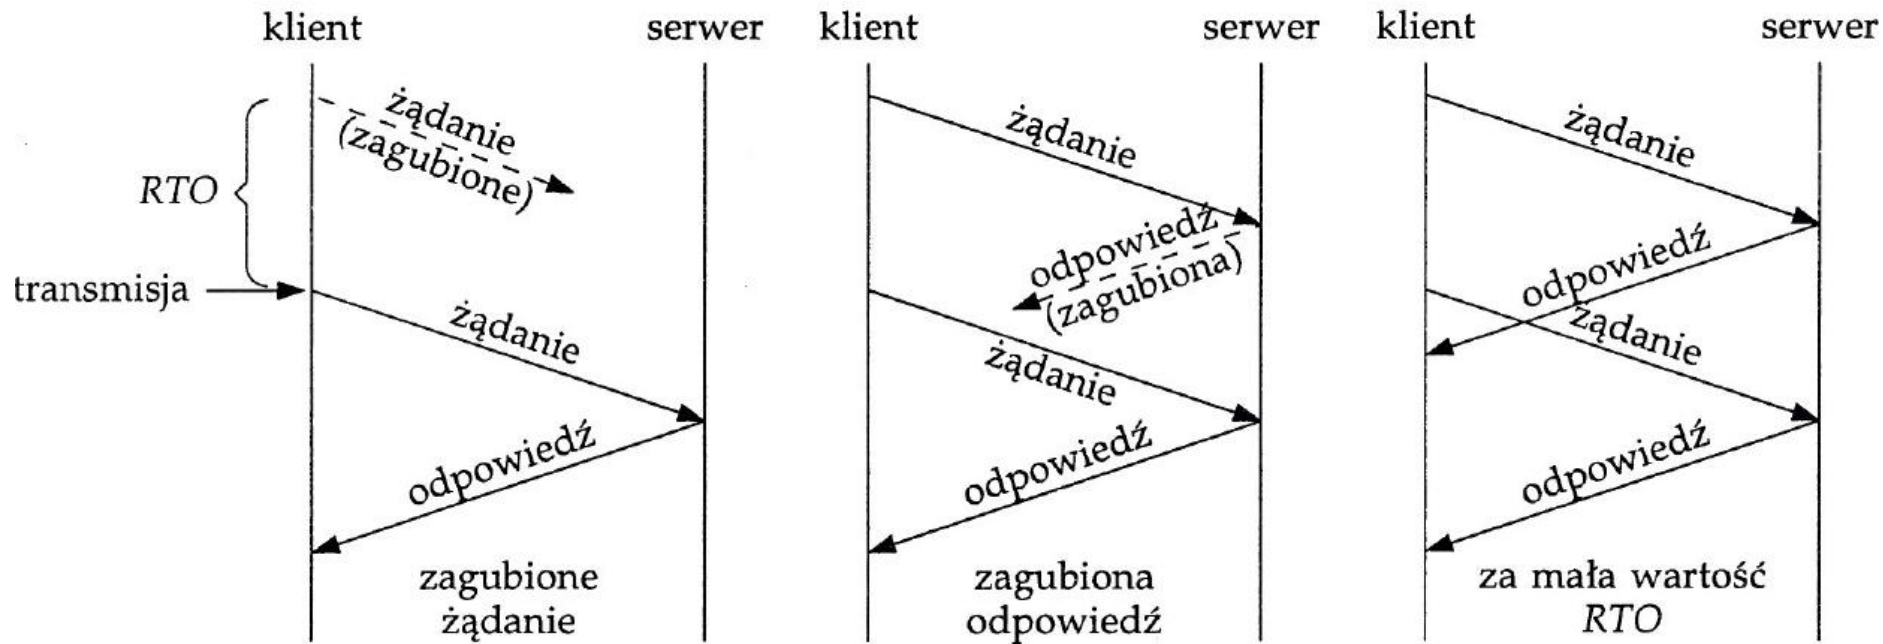 klient
serwer
żądanie
(zagubione)
RTO
transmisja
żądanie
odpowiedź
zagubione
żądanie
klient
serwer
żądanie
odpowiedź
(zagubiona)
żądanie
odpowiedź
zagubiona
odpowiedź
klient
serwer
żądanie
odpowiedź
żądanie
odpowiedź
za mała wartość
RTO